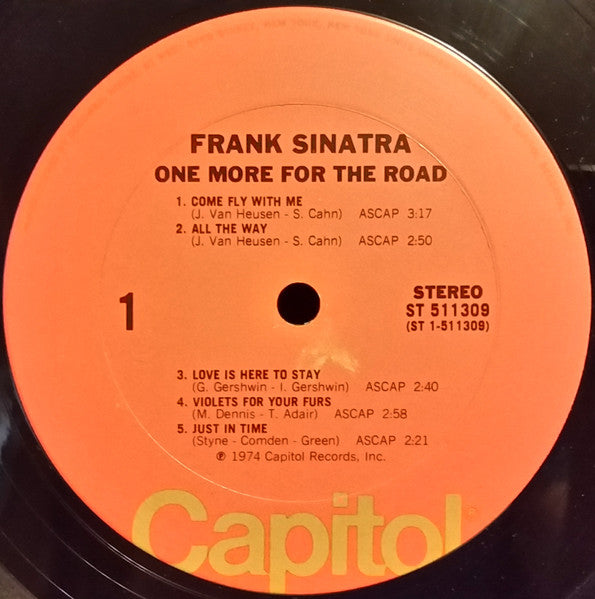 FRANK SINATRA
ONE MORE FOR THE ROAD
1. COME FLY WITH ME
(J. Van Heusen - S. Cahn) ASCAP 3:17
2. ALL THE WAY
(J. Van Heusen - S. Cahn) ASCAP 2:50
1
STEREO
ST 511309
(ST 1-511309)
3. LOVE IS HERE TO STAY
(G. Gershwin - I. Gershwin) ASCAP 2:40
4. VIOLETS FOR YOUR FURS
(M. Dennis - T. Adair) ASCAP 2:58
5. JUST IN TIME
(Styne - Comden - Green) ASCAP 2:21
℗ 1974 Capitol Records, Inc.
Capitol®